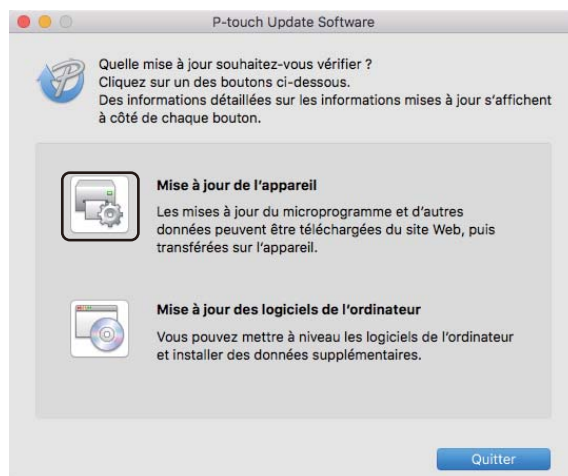 P-touch Update Software
Quelle mise à jour souhaitez-vous vérifier ?
Cliquez sur un des boutons ci-dessous.
Des informations détaillées sur les informations mises à jour s'affichent
à côté de chaque bouton.
Mise à jour de l'appareil
Les mises à jour du microprogramme et d'autres
données peuvent être téléchargées du site Web, puis
transférées sur l'appareil.
Mise à jour des logiciels de l'ordinateur
Vous pouvez mettre à niveau les logiciels de l'ordinateur
et installer des données supplémentaires.
Quitter